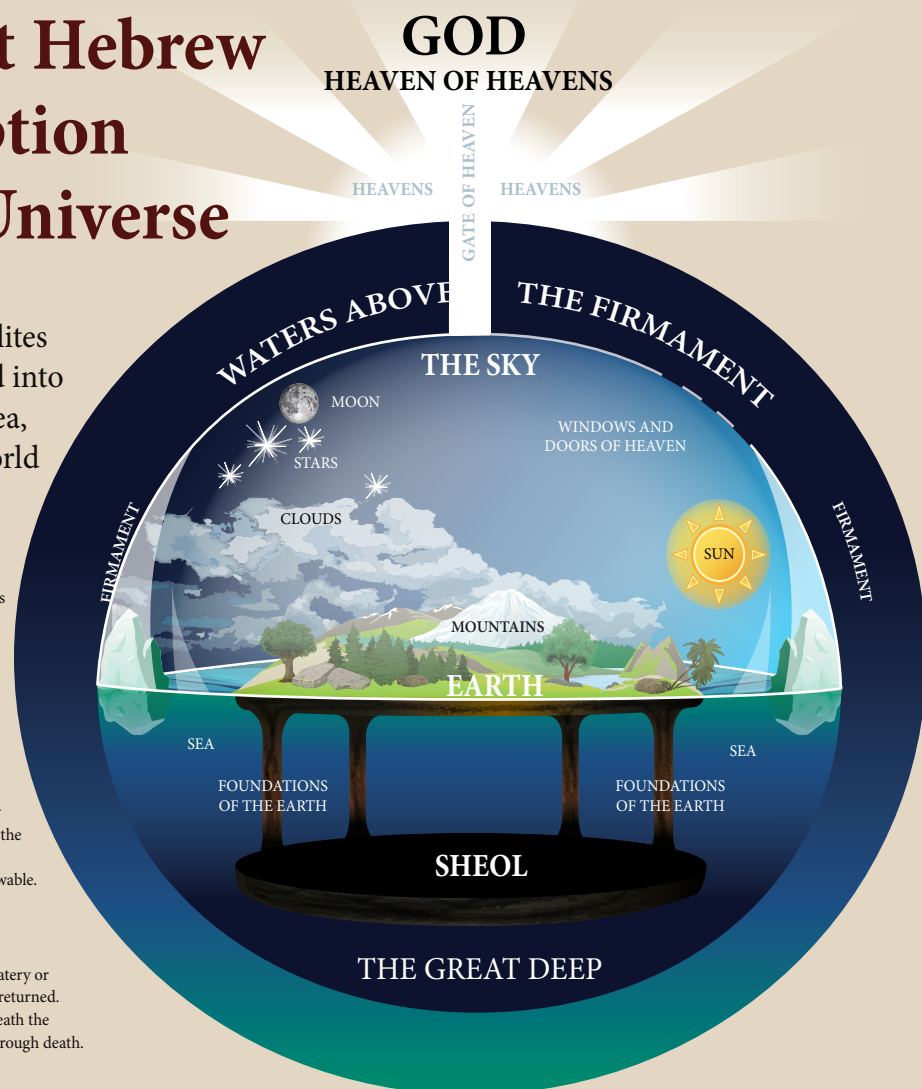 t Hebrew
ption
Universe
lites
d into
ea,
orld
s
.
the
wable.
atery or
returned.
eath the
rough death.
GOD
HEAVEN OF HEAVENS
GATE OF HEAVEN
HEAVENS
HEAVENS
WATERS ABOVE
THE FIRMAMENT
THE SKY
MOON
WINDOWS AND
DOORS OF HEAVEN
STARS
CLOUDS
FIRMAMENT
FIRMAMENT
SUN
MOUNTAINS
EARTH
SEA
SEA
FOUNDATIONS
OF THE EARTH
FOUNDATIONS
OF THE EARTH
SHEOL
THE GREAT DEEP